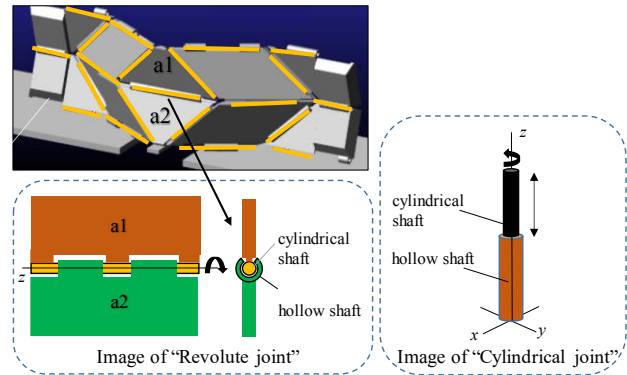 a1
a2
a1
z
a2
cylindrical
shaft
hollow shaft
Image of “Revolute joint”
z
cylindrical
shaft
hollow shaft
x
y
Image of “Cylindrical joint”